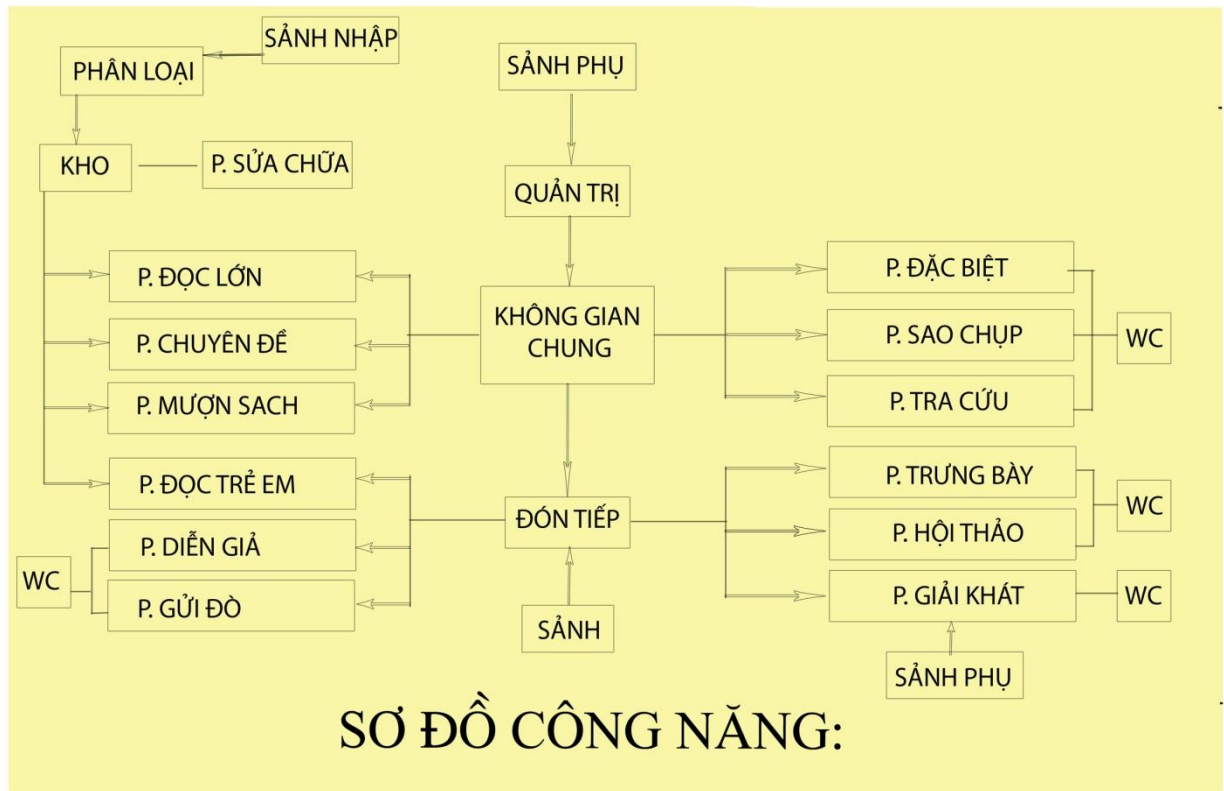 SẢNH NHẬP
PHÂN LOẠI
SẢNH PHỤ
KHO
P. SỬA CHỮA
QUẢN TRỊ
P. ĐỌC LỚN
P. CHUYÊN ĐỀ
P. MƯỢN SACH
KHÔNG GIAN
CHUNG
P. ĐẶC BIỆT
P. SAO CHỤP
P. TRA CỨU
WC
P. ĐỌC TRẺ EM
P. DIỄN GIẢ
P. GỬI ĐÒ
WC
ĐÓN TIẾP
SẢNH
P. TRƯNG BÀY
P. HỘI THẢO
P. GIẢI KHÁT
WC
WC
SẢNH PHỤ
SƠ ĐỒ CÔNG NĂNG: